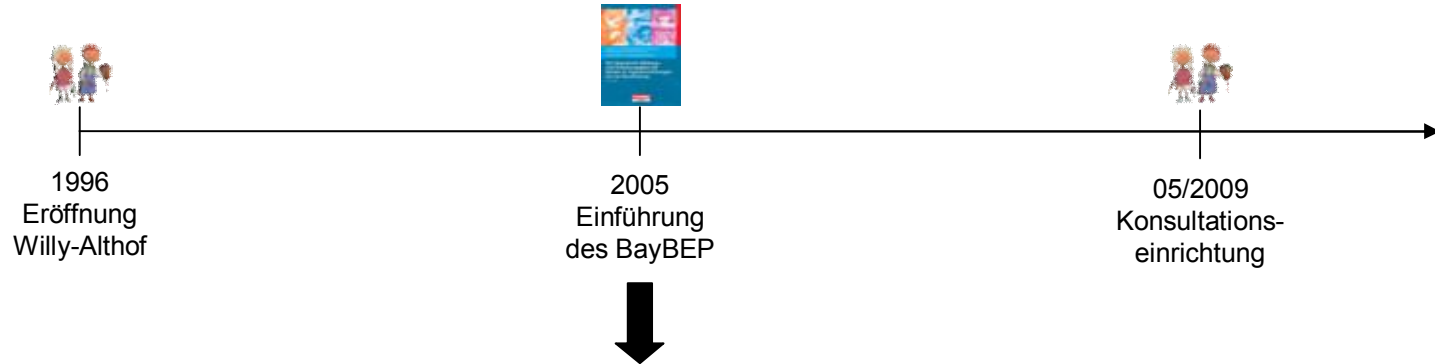 1996
Eröffnung
Willy-Althof
2005
Einführung
des BayBEP
05/2009
Konsultations-
einrichtung